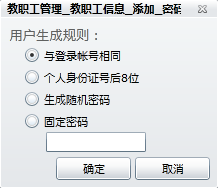 教职工管理_教职工信息_添加_密码
用户生成规则：
与登录帐号相同
个人身份证号后8位
生成随机密码
固定密码
确定 取消